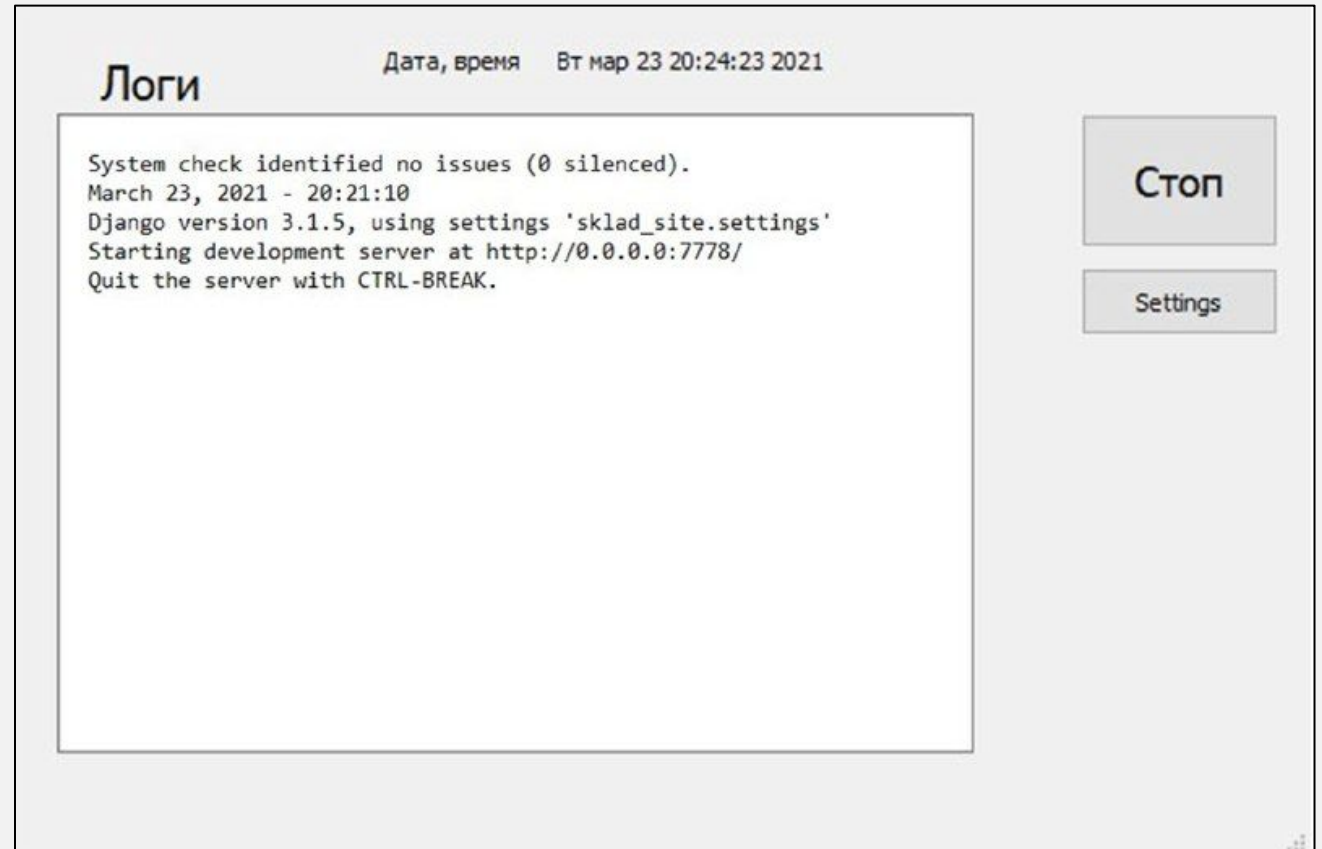 Логи
Дата, время Вт мар 23 20:24:23 2021
System check identified no issues (0 silenced).
March 23, 2021 - 20:21:10
Django version 3.1.5, using settings 'sklad_site.settings'
Starting development server at http://0.0.0.0:7778/
Quit the server with CTRL-BREAK.
Стоп
Settings